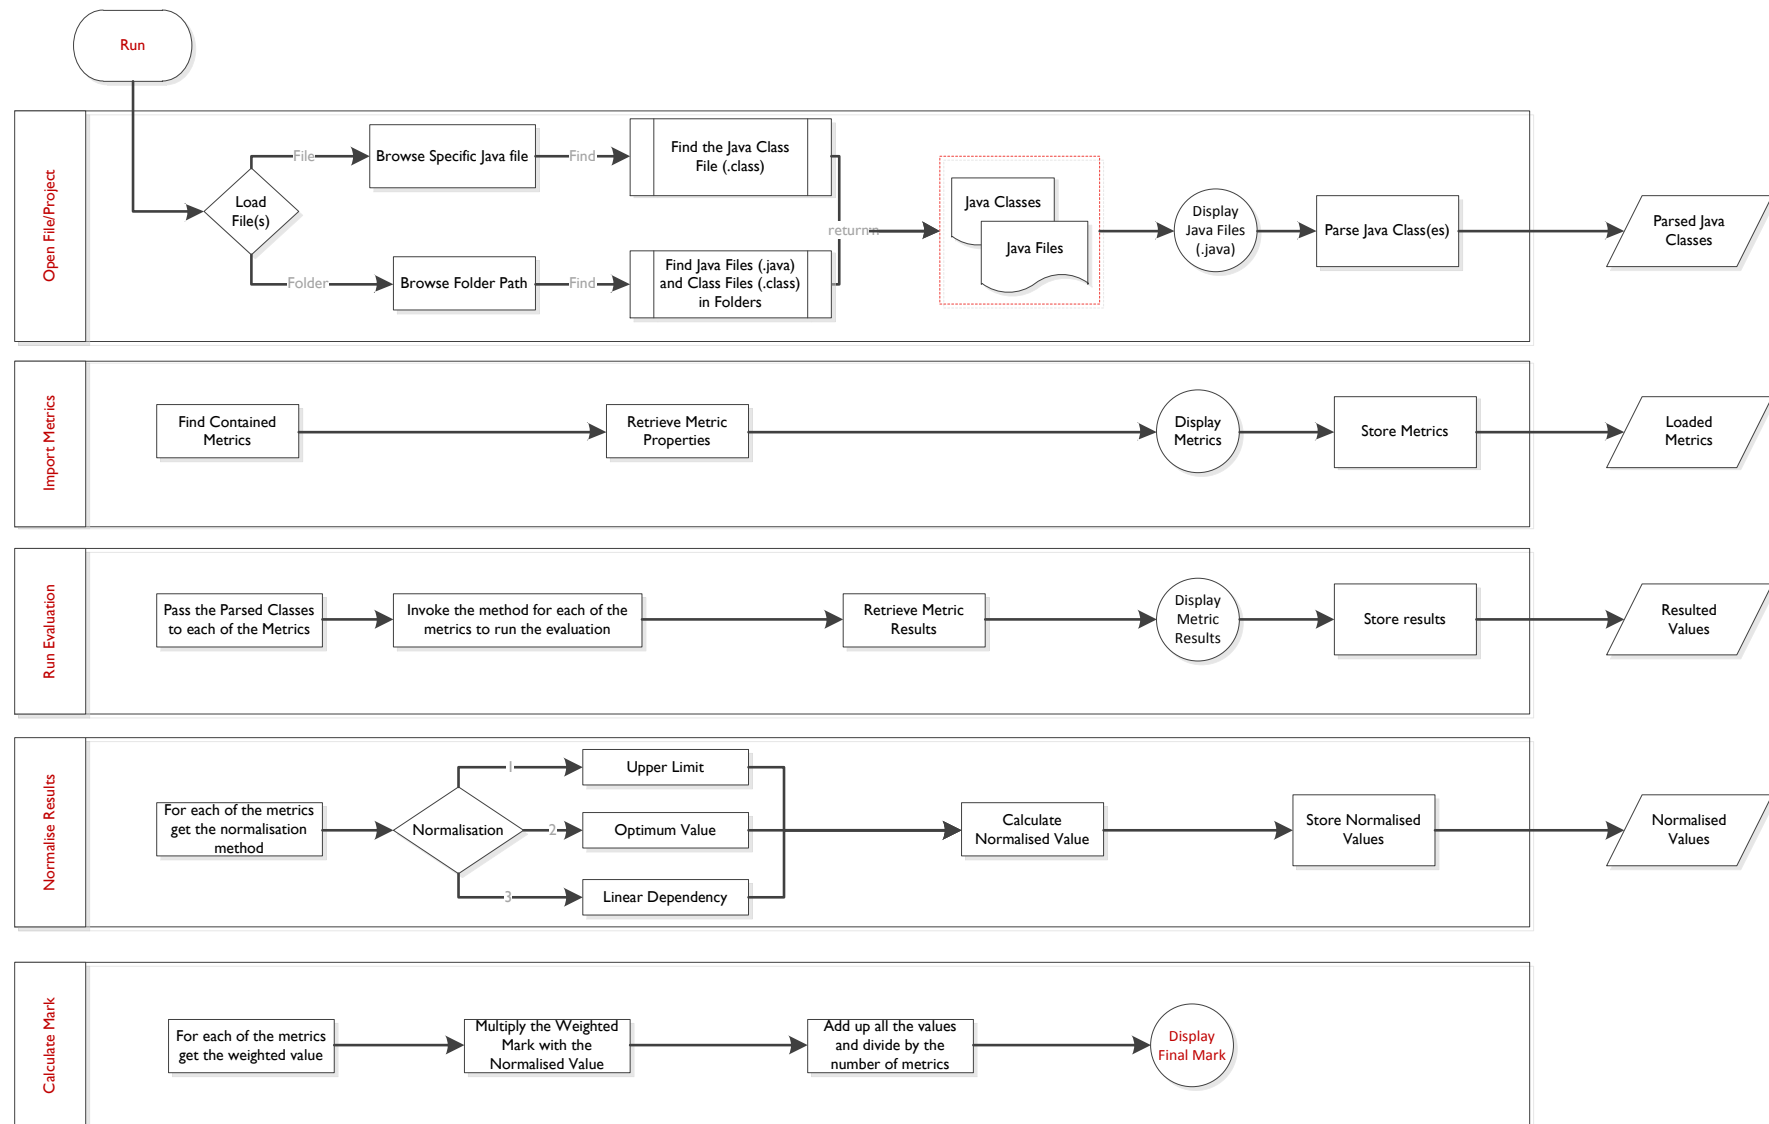 Run
Open File/Project
Load
File(s)
File
Browse Specific Java file
Find
Find the Java Class
File (.class)
Folder
Browse Folder Path
Find
Find Java Files (.java)
and Class Files (.class)
in Folders
return
Java Classes
Java Files
Display
Java Files
(.java)
Parse Java Class(es)
Parsed Java
Classes
Import Metrics
Find Contained
Metrics
Retrieve Metric
Properties
Display
Metrics
Store Metrics
Loaded
Metrics
Run Evaluation
Pass the Parsed Classes
to each of the Metrics
Invoke the method for each of the
metrics to run the evaluation
Retrieve Metric
Results
Display
Metric
Results
Store results
Resulted
Values
Normalise Results
For each of the metrics
get the normalisation
method
Normalisation
1
Upper Limit
2
Optimum Value
3
Linear Dependency
Calculate
Normalised Value
Store Normalised
Values
Normalised
Values
Calculate Mark
For each of the metrics
get the weighted value
Multiply the Weighted
Mark with the
Normalised Value
Add up all the values
and divide by the
number of metrics
Display
Final Mark